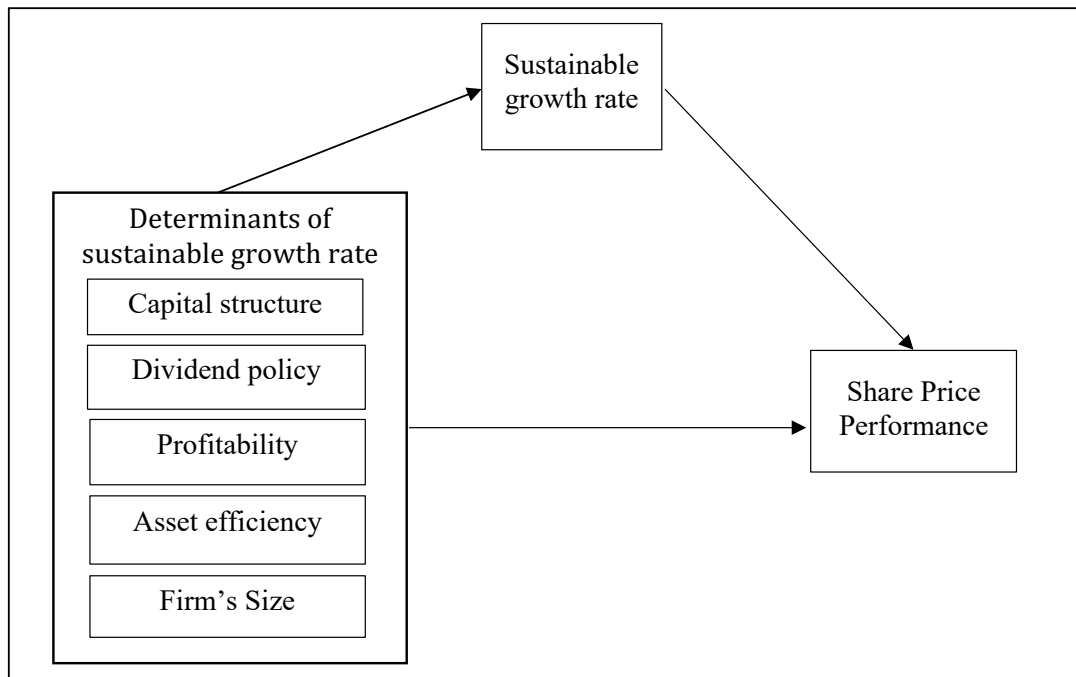 Sustainable
growth rate
Determinants of
sustainable growth rate
Capital structure
Dividend policy
Profitability
Asset efficiency
Firm’s Size
Share Price
Performance